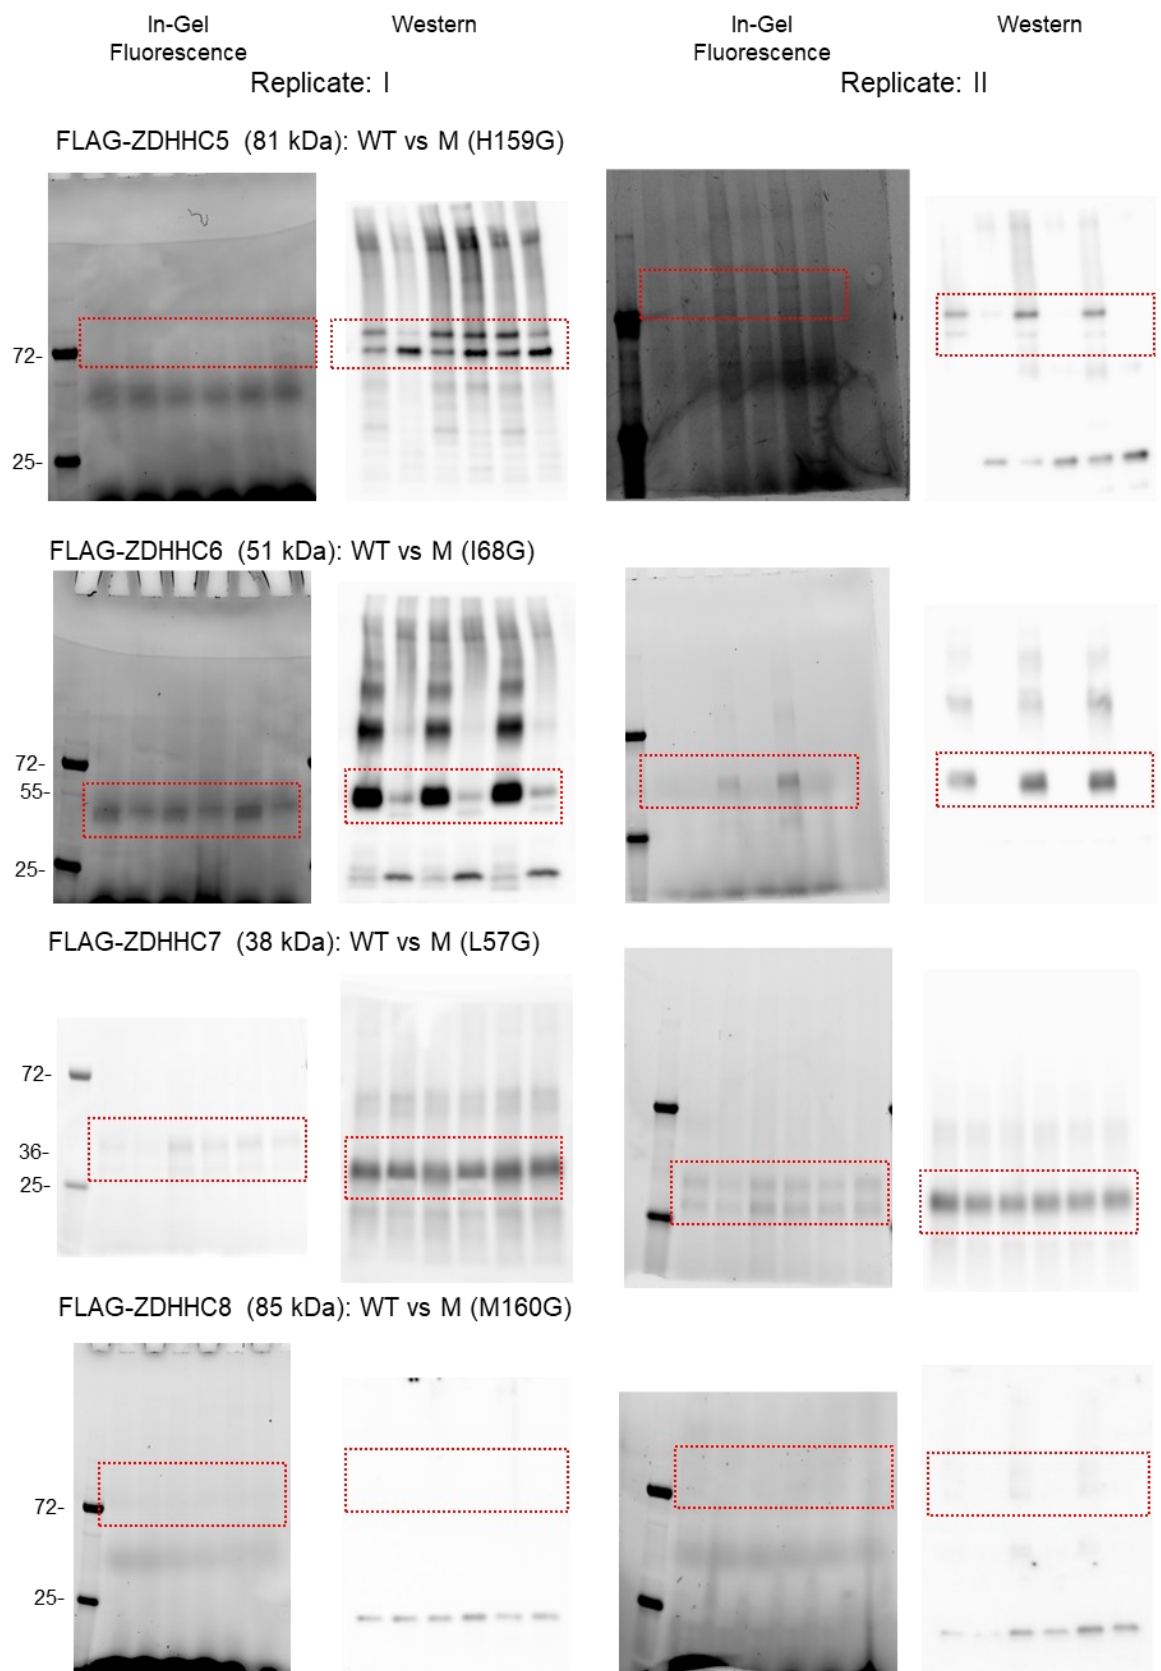 In-Gel
Fluorescence
Western
In-Gel
Fluorescence
Western
Replicate: I
Replicate: II
FLAG-ZDHHC5 (81 kDa): WT vs M (H159G)
72-
25-
FLAG-ZDHHC6 (51 kDa): WT vs M (I68G)
72-
55-
25-
FLAG-ZDHHC7 (38 kDa): WT vs M (L57G)
72-
36-
25-
FLAG-ZDHHC8 (85 kDa): WT vs M (M160G)
72-
25-